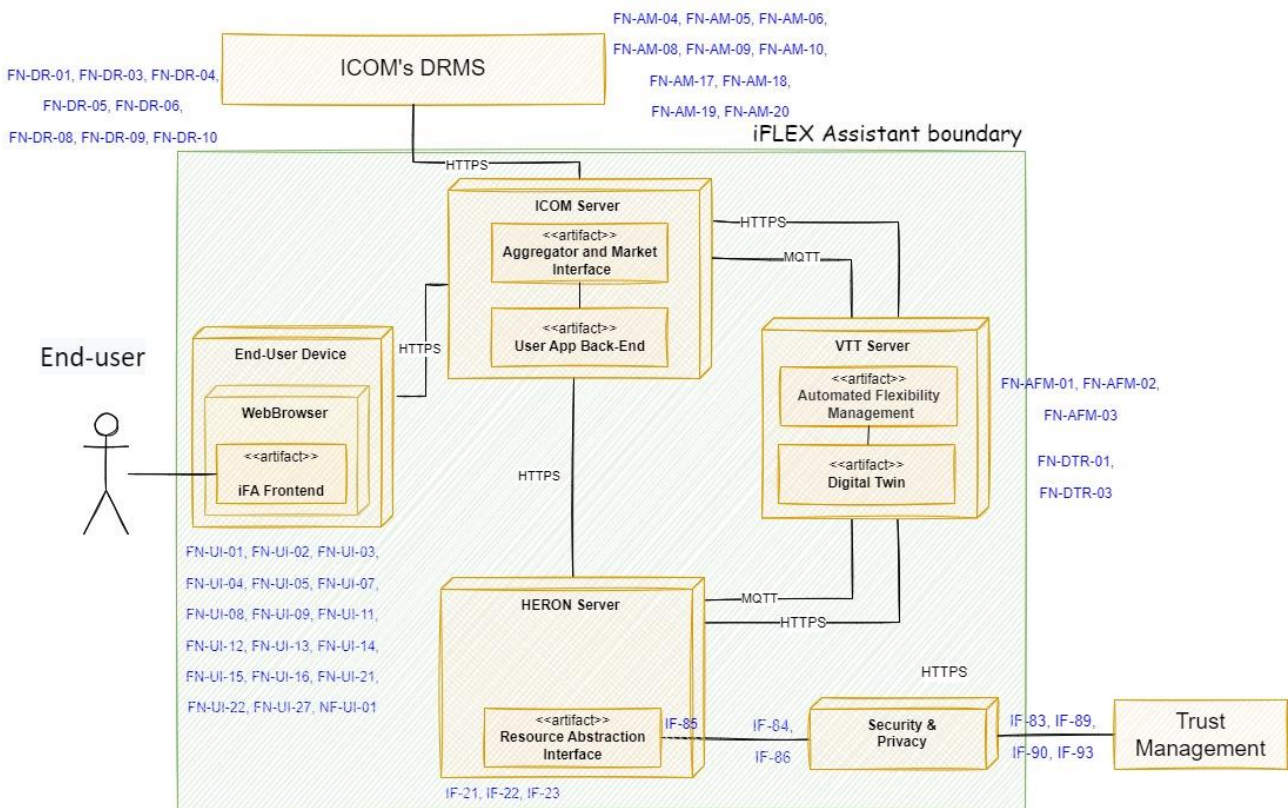 FN-AM-04, FN-AM-05, FN-AM-06,
FN-AM-08, FN-AM-09, FN-AM-10,
FN-AM-17, FN-AM-18,
FN-AM-19, FN-AM-20
ICOM's DRMS
FN-DR-01, FN-DR-03, FN-DR-04,
FN-DR-05, FN-DR-06,
FN-DR-08, FN-DR-09, FN-DR-10
iFLEX Assistant boundary
HTTPS
ICOM Server
<<artifact>>
Aggregator and Market
Interface
<<artifact>>
User App Back-End
HTTPS
MQTT
HTTPS
End-user
End-User Device
WebBrowser
<<artifact>>
iFA Frontend
VTT Server
<<artifact>>
Automated Flexibility
Management
<<artifact>>
Digital Twin
FN-AFM-01, FN-AFM-02,
FN-AFM-03
FN-DTR-01,
FN-DTR-03
HTTPS
FN-UI-01, FN-UI-02, FN-UI-03,
FN-UI-04, FN-UI-05, FN-UI-07,
FN-UI-08, FN-UI-09, FN-UI-11,
FN-UI-12, FN-UI-13, FN-UI-14,
FN-UI-15, FN-UI-16, FN-UI-21,
FN-UI-22, FN-UI-27, NF-UI-01
HERON Server
MQTT
HTTPS
HTTPS
<<artifact>>
Resource Abstraction
Interface
IF-85
IF-84,
IF-86
Security &
Privacy
IF-83, IF-89,
IF-90, IF-93
Trust
Management
IF-21, IF-22, IF-23